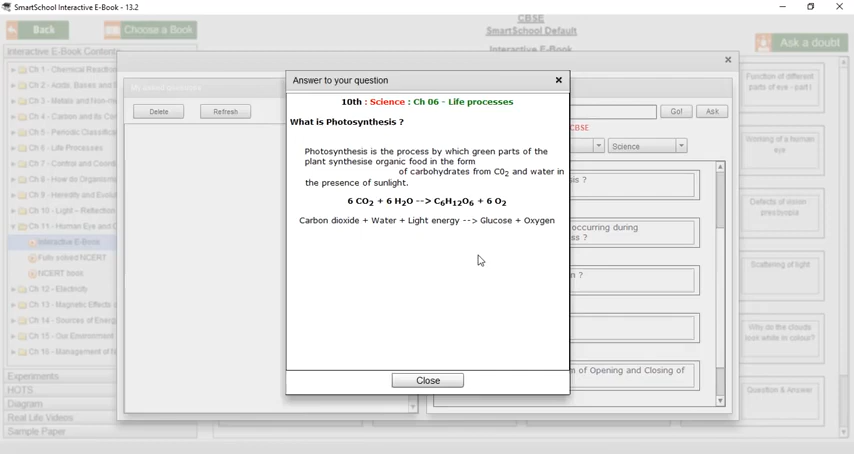 SmartSchool Interactive E-Book - 13.2
CBSE
Back
Choose a Book
SmartSchool Default
Interactive E-Book
Ask a doubt
Interactive E-Book Contents
Ch 1 - Chemical Reaction
Ch 2 - Acids, Bases and
Ch 3 - Metals and Non-m
Ch 4 - Carbon and its Co
Ch 5 - Periodic Classifica
Ch 6 - Life Processes
Ch 7 - Control and Coord
Ch 8 - How do Organisms
Ch 9 - Heredity and Evolu
Ch 10 - Light - Reflection
Ch 11 - Human Eye and C
Interactive E-Book
Fully solved NCERT
NCERT book
Ch 12 - Electricity
Ch 13 - Magnetic Effects o
Ch 14 - Sources of Energ
Ch 15 - Our Environment
Ch 16 - Management of N
Experiments
HOTS
Diagram
Real Life Videos
Sample Paper
Delete
Refresh
Answer to your question
10th : Science : Ch 06 - Life processes
What is Photosynthesis ?
Photosynthesis is the process by which green parts of the
plant synthesise organic food in the form
of carbohydrates from C0₂ and water in
the presence of sunlight.
6 CO₂ + 6 H₂O --> C₆H₁₂O₆ + 6 O₂
Carbon dioxide + Water + Light energy --> Glucose + Oxygen
Close
Go!
Ask
CBSE
Science
sis ?
occurring during
ss ?
n ?
m of Opening and Closing of
Function of different
parts of eye - part I
Working of a human
eye
Defects of vision
presbyopia
Scattering of light
Why do the clouds
look white in colour?
Question & Answer